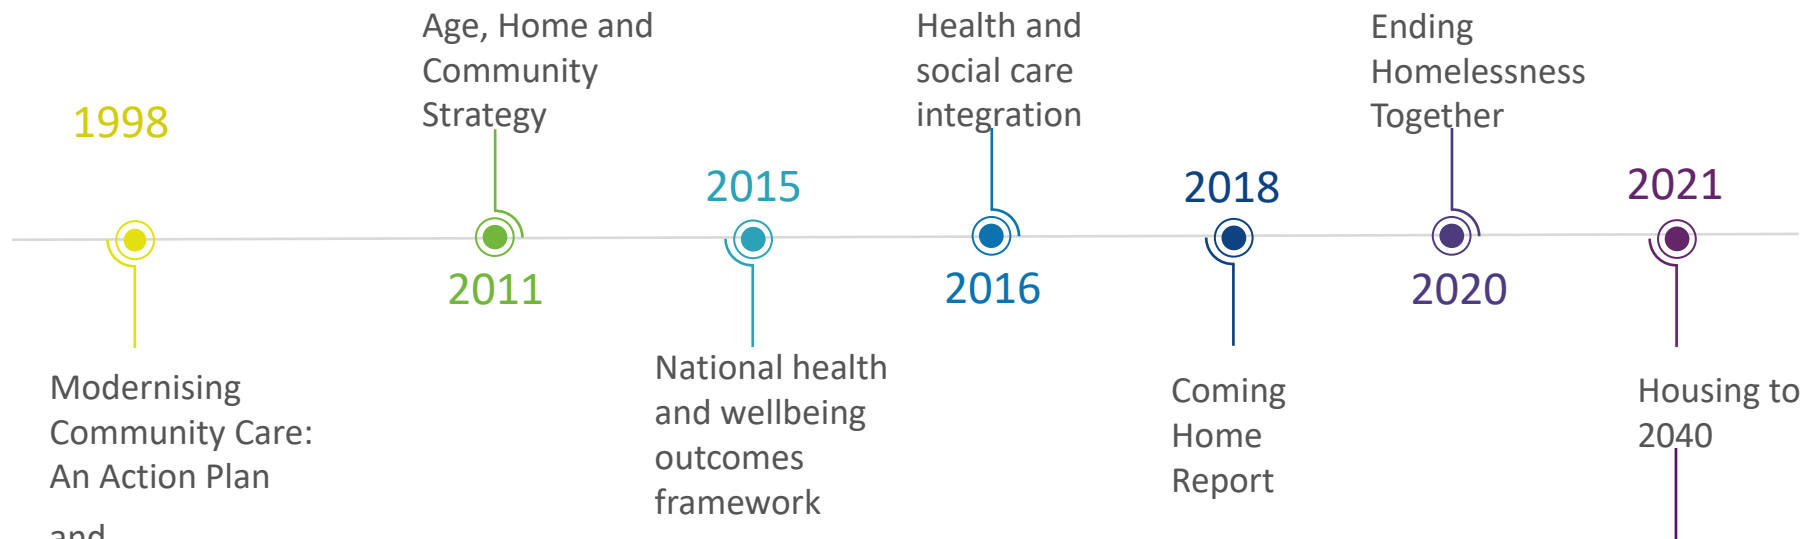 1998
Modernising
Community Care:
An Action Plan
and
Age, Home and
Community
Strategy
2011
2015
National health
and wellbeing
outcomes
framework
Health and
social care
integration
2016
2018
Coming
Home
Report
Ending
Homelessness
Together
2020
2021
Housing to
2040